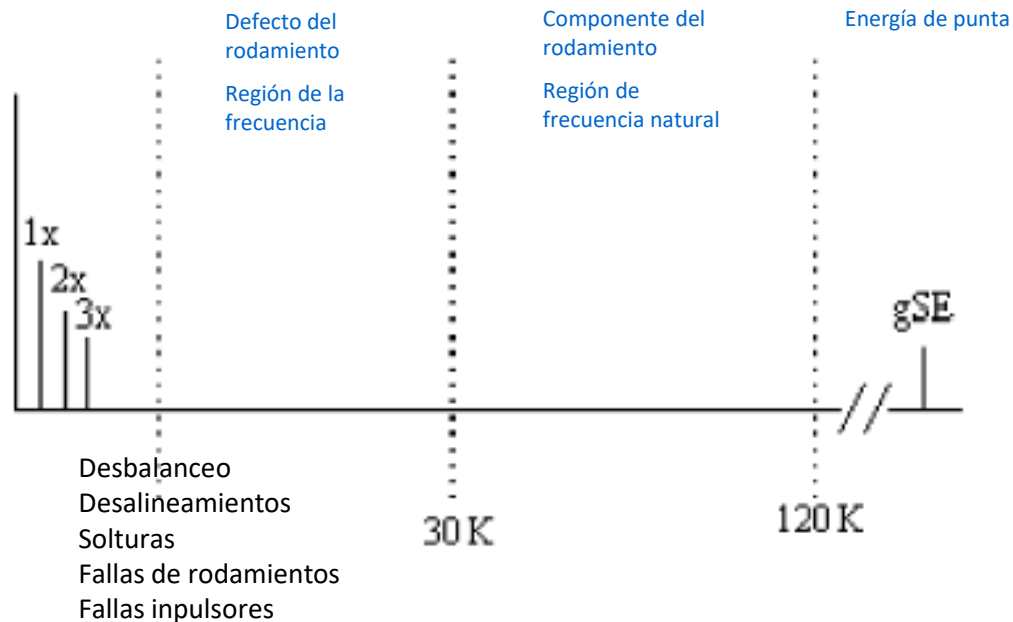 Defecto del
rodamiento
Región de la
frecuencia
Componente del
rodamiento
Región de
frecuencia natural
Energía de punta
1x
2x
3x
gSE
Desbalanceo
Desalineamientos
Solturas
Fallas de rodamientos
Fallas inpulsores
30 K
120 K